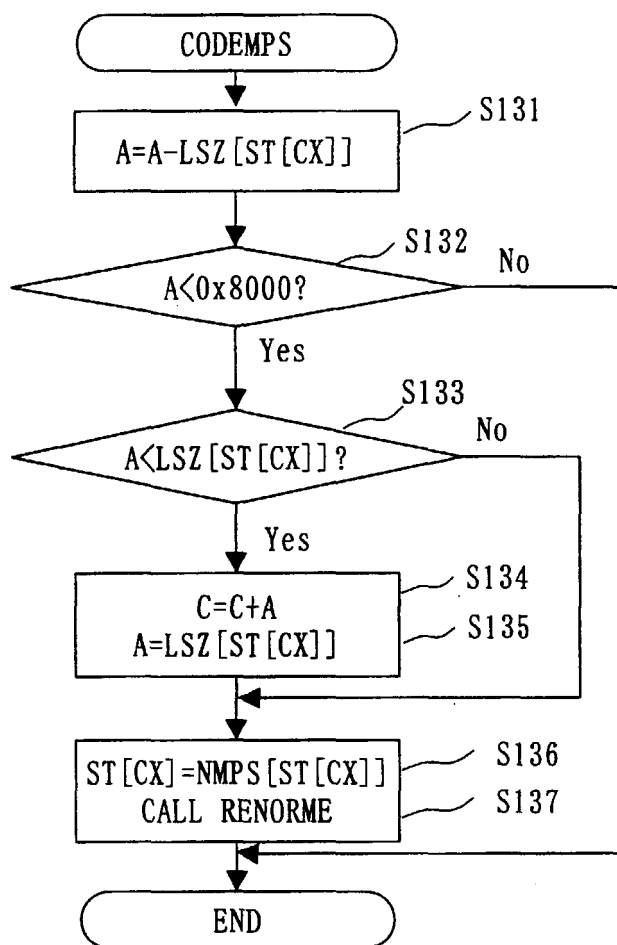 CODEMPS
S131
A=A-LSZ[ST[CX]]
S132
No
A<0x8000?
Yes
S133
No
A<LSZ[ST[CX]]?
Yes
S134
C=C+A
S135
A=LSZ[ST[CX]]
S136
ST[CX]=NMPS[ST[CX]]
S137
CALL RENORME
END